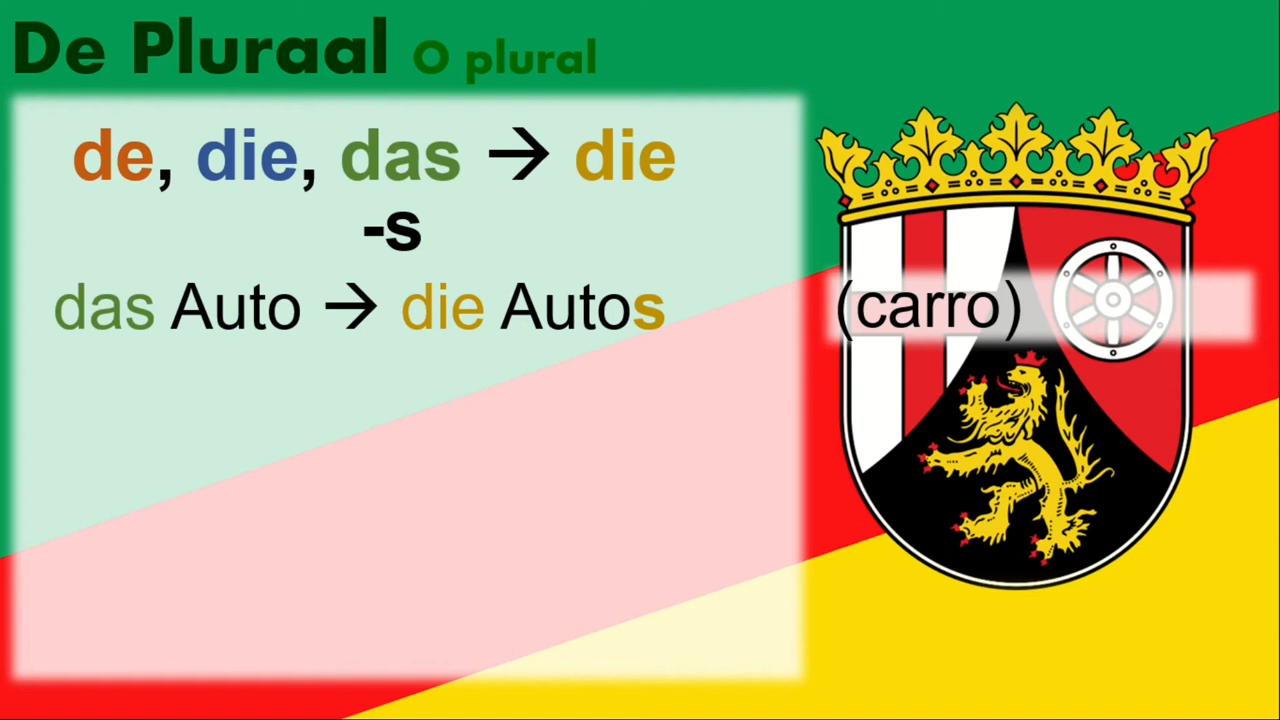 De Pluraal O plural
de, die, das → die
-s
das Auto → die Autos (carro)